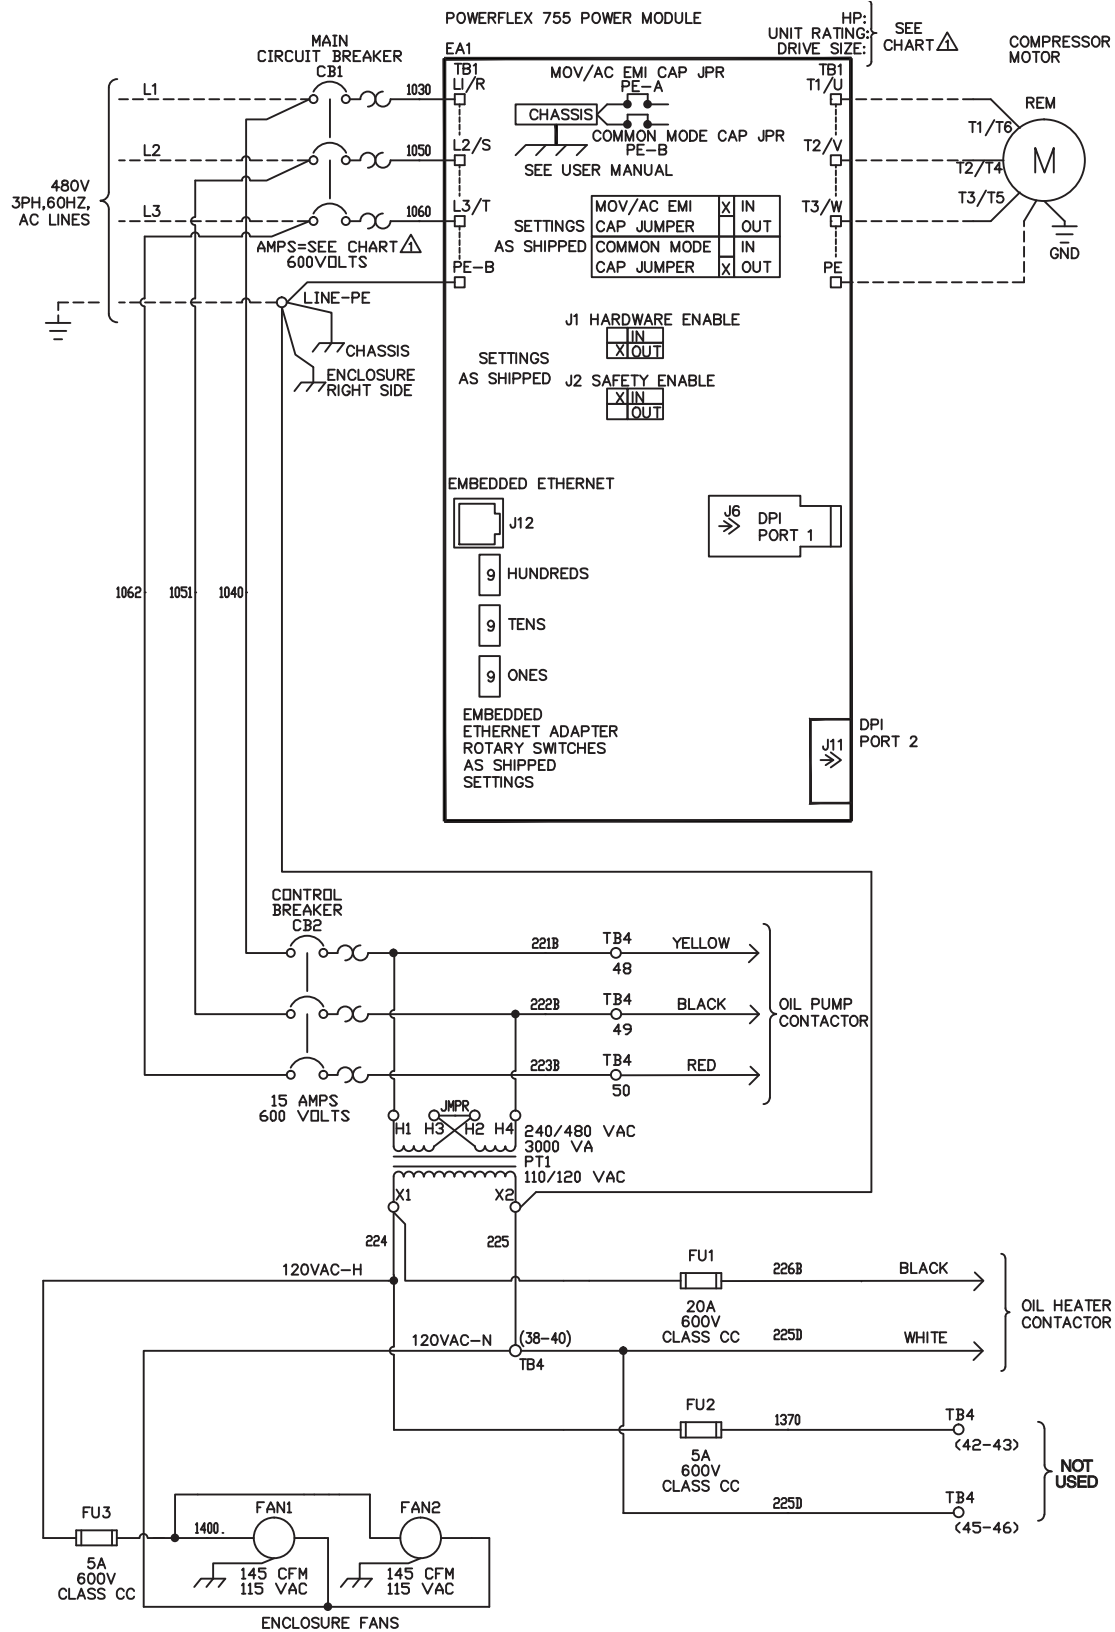 POWERFLEX 755 POWER MODULE
HP:
UNIT RATING:
DRIVE SIZE:
SEE
CHART 1
COMPRESSOR
MOTOR
MAIN
CIRCUIT BREAKER
CB1
EA1
TB1
L1/R
MOV/AC EMI CAP JPR
PE-A
CHASSIS
COMMON MODE CAP JPR
PE-B
SEE USER MANUAL
TB1
T1/U
REM
T1/T6
M
L1
1030
L2
1050
L2/S
T2/V
T2/T4
480V
3PH,60HZ,
AC LINES
T3/T5
L3
1060
L3/T
T3/W
GND
AMPS=SEE CHART 1
600VOLTS
SETTINGS
AS SHIPPED
MOV/AC EMI X IN
CAP JUMPER OUT
COMMON MODE IN
CAP JUMPER X OUT
PE-B
PE
LINE-PE
CHASSIS
ENCLOSURE
RIGHT SIDE
J1 HARDWARE ENABLE
IN
X OUT
SETTINGS
AS SHIPPED
J2 SAFETY ENABLE
X IN
OUT
EMBEDDED ETHERNET
J12
J6
DPI
PORT 1
9 HUNDREDS
9 TENS
9 ONES
1062
1051
1040
EMBEDDED
ETHERNET ADAPTER
ROTARY SWITCHES
AS SHIPPED
SETTINGS
J11
DPI
PORT 2
CONTROL
BREAKER
CB2
221B
TB4
48
YELLOW
222B
TB4
49
BLACK
OIL PUMP
CONTACTOR
223B
TB4
50
RED
15 AMPS
600 VOLTS
JMPR
H1
H3
H2
H4
240/480 VAC
3000 VA
PT1
110/120 VAC
X1
X2
224
225
120VAC-H
FU1
226B
BLACK
20A
600V
CLASS CC
OIL HEATER
CONTACTOR
120VAC-N
(38-40)
TB4
225D
WHITE
FU2
1370
TB4
(42-43)
5A
600V
CLASS CC
NOT
USED
225D
TB4
(45-46)
FU3
1400.
FAN1
FAN2
5A
600V
CLASS CC
145 CFM
115 VAC
145 CFM
115 VAC
ENCLOSURE FANS